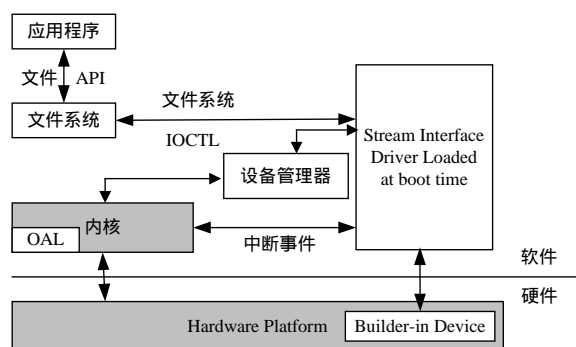 应用程序
文件 API
文件系统
文件系统
IOCTL
设备管理器
Stream Interface
Driver Loaded
at boot time
内核
OAL
中断事件
软件
硬件
Hardware Platform
Builder-in Device